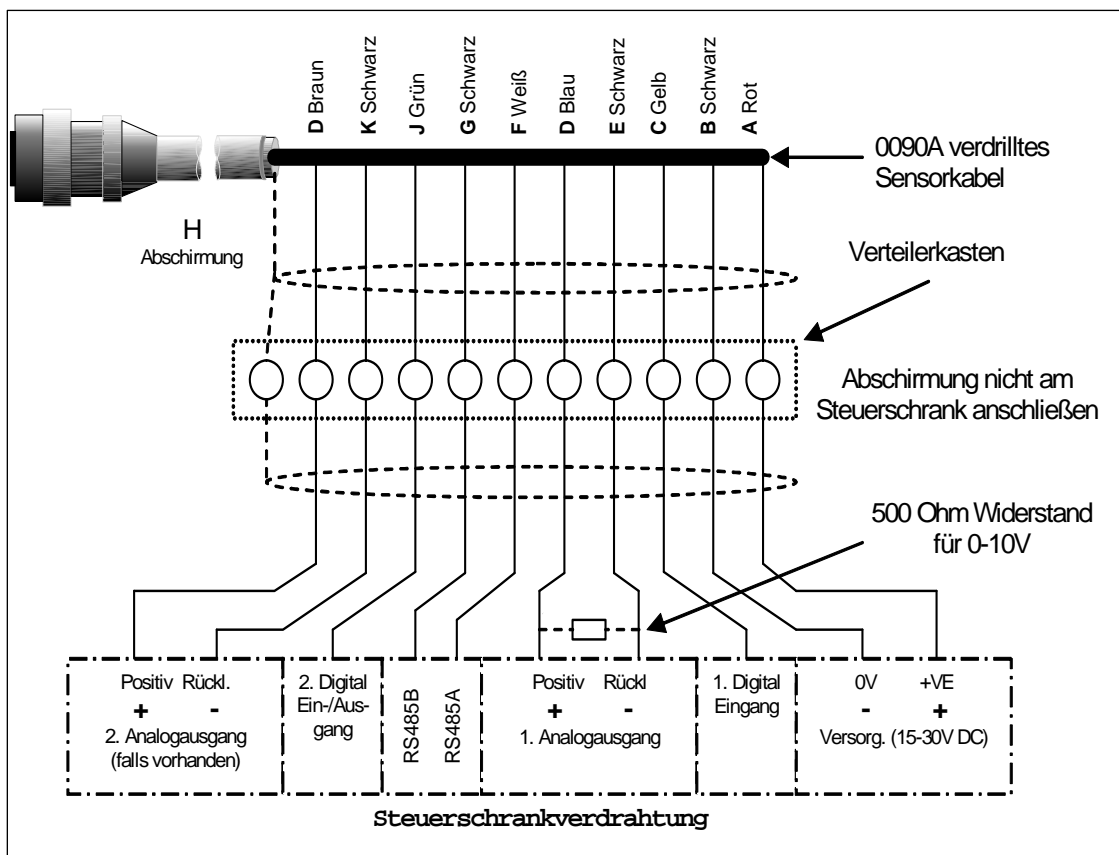 D Braun
K Schwarz
J Grün
G Schwarz
F Weiß
D Blau
E Schwarz
C Gelb
B Schwarz
A Rot
0090A verdrilltes
Sensorkabel
H
Abschirmung
Verteilerkasten
Abschirmung nicht am
Steuerschrank anschließen
500 Ohm Widerstand
für 0-10V
Positiv Rückl.
+ -
2. Analogausgang
(falls vorhanden)
2. Digital
Ein-/Aus-
gang
RS485B
RS485A
Positiv Rückl
+ -
1. Analogausgang
1. Digital
Eingang
0V +VE
- +
Versorg. (15-30V DC)
Steuerschrankverdrahtung